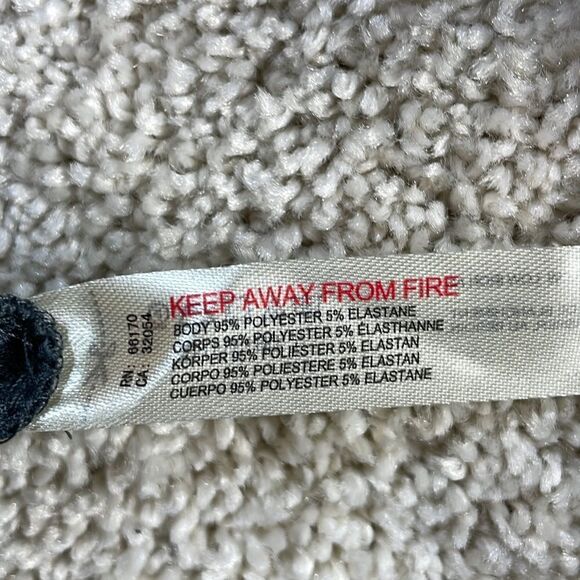 KEEP AWAY FROM FIRE
BODY 95% POLYESTER 5% ELASTANE
CORPS 95% POLYESTER 5% ÉLASTHANNE
KÖRPER 95% POLIESTER 5% ELASTAN
CORPO 95% POLIESTERE 5% ELASTAN
CUERPO 95% POLYESTER 5% ELASTANE
RN: 66170
CA: 32054